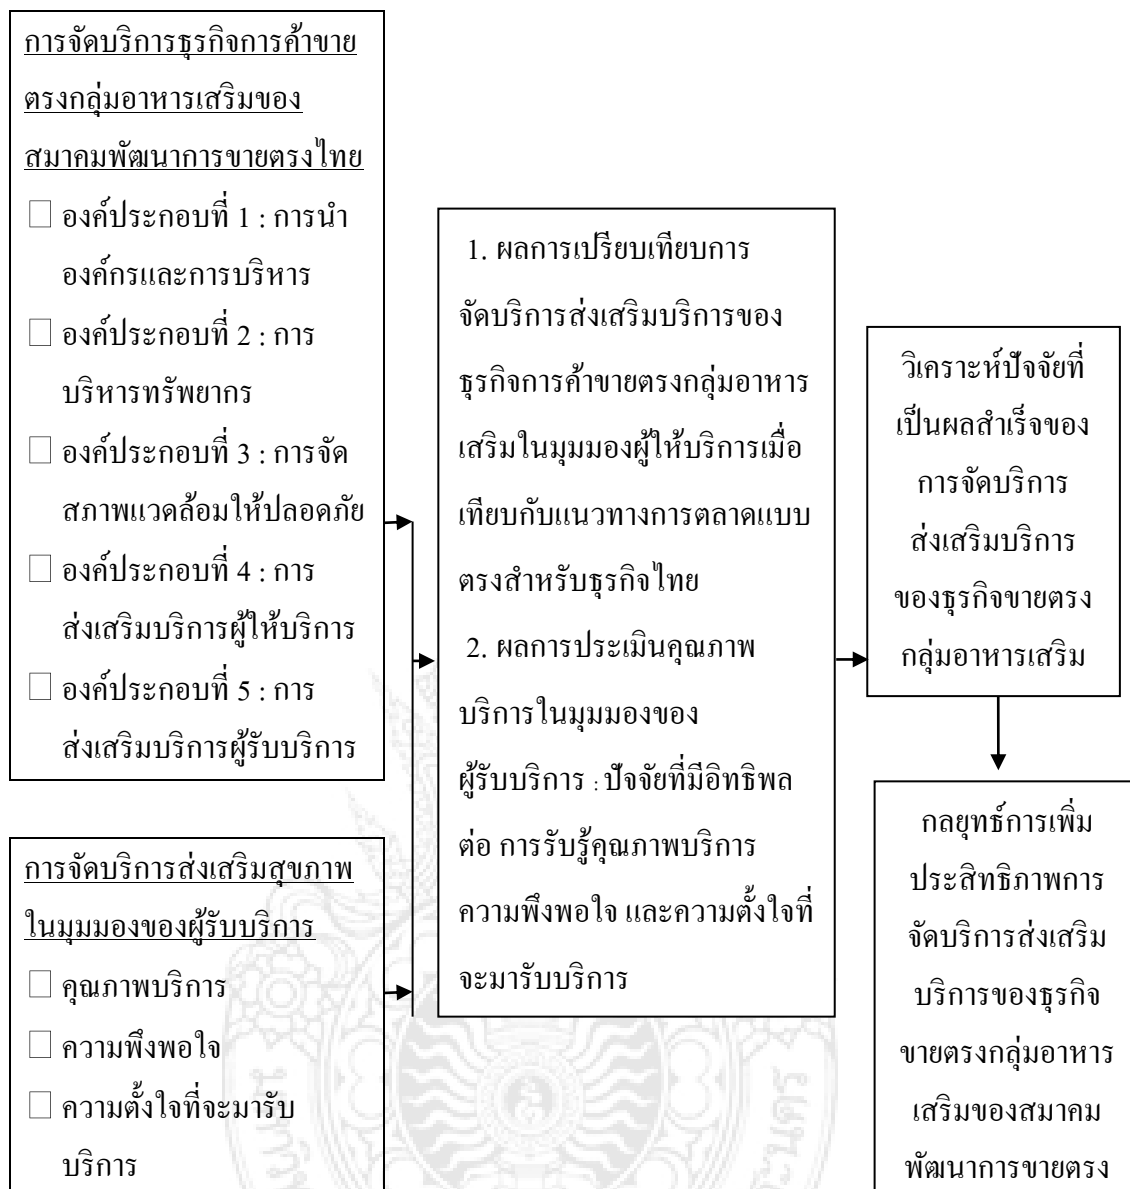 การจัดบริการธุรกิจการค้าขาย
ตรงกลุ่มอาหารเสริมของ
สมาคมพัฒนาการขายตรงไทย
องค์ประกอบที่ 1 : การนำ
องค์กรและการบริหาร
องค์ประกอบที่ 2 : การ
บริหารทรัพยากร
องค์ประกอบที่ 3 : การจัด
สภาพแวดล้อมให้ปลอดภัย
องค์ประกอบที่ 4 : การ
ส่งเสริมบริการผู้ให้บริการ
องค์ประกอบที่ 5 : การ
ส่งเสริมบริการผู้รับบริการ
การจัดบริการส่งเสริมสุขภาพ
ในมุมมองของผู้รับบริการ
คุณภาพบริการ
ความพึงพอใจ
ความตั้งใจที่จะมารับ
บริการ
1. ผลการเปรียบเทียบการ
จัดบริการส่งเสริมบริการของ
ธุรกิจการค้าขายตรงกลุ่มอาหาร
เสริมในมุมมองผู้ให้บริการเมื่อ
เทียบกับแนวทางการตลาดแบบ
ตรงสำหรับธุรกิจไทย
2. ผลการประเมินคุณภาพ
บริการในมุมมองของ
ผู้รับบริการ : ปัจจัยที่มีอิทธิพล
ต่อ การรับรู้คุณภาพบริการ
ความพึงพอใจ และความตั้งใจที่
จะมารับบริการ
วิเคราะห์ปัจจัยที่
เป็นผลสำเร็จของ
การจัดบริการ
ส่งเสริมบริการ
ของธุรกิจขายตรง
กลุ่มอาหารเสริม
กลยุทธ์การเพิ่ม
ประสิทธิภาพการ
จัดบริการส่งเสริม
บริการของธุรกิจ
ขายตรงกลุ่มอาหาร
เสริมของสมาคม
พัฒนาการขายตรง